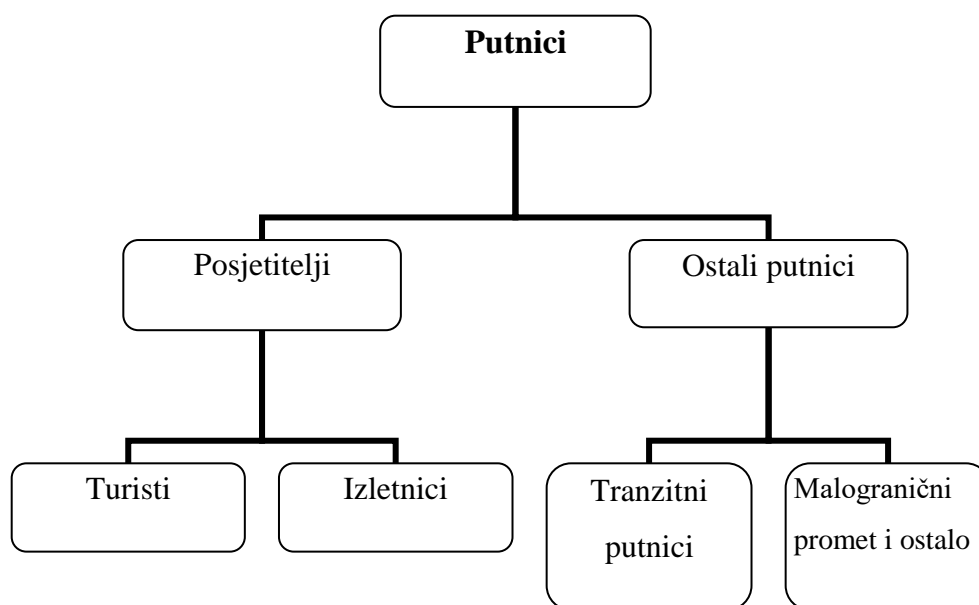 Putnici
Posjetitelji
Ostali putnici
Turisti
Izletnici
Tranzitni
putnici
Malogranični
promet i ostalo